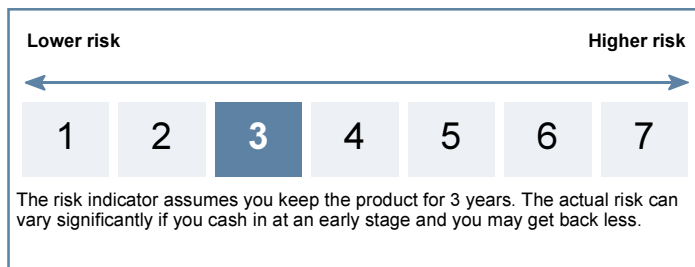 Lower risk Higher risk
1 2 3 4 5 6 7
The risk indicator assumes you keep the product for 3 years. The actual risk can
vary significantly if you cash in at an early stage and you may get back less.